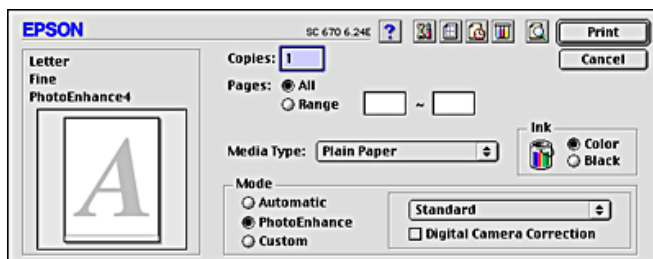 EPSON
SC 670 6.24E
?
Print
Letter
Fine
PhotoEnhance4
A
Copies: 1
Cancel
Pages: All
Range ~
Media Type: Plain Paper
Ink
Color
Black
Mode
Automatic
PhotoEnhance
Custom
Standard
Digital Camera Correction